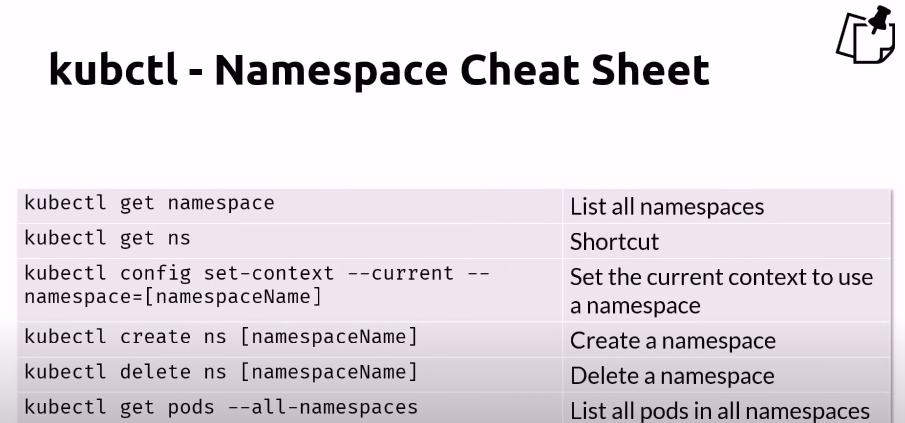 kubctl - Namespace Cheat Sheet
kubectl get namespace
List all namespaces
kubectl get ns
Shortcut
kubectl config set-context --current --
namespace=[namespaceName]
Set the current context to use
a namespace
kubectl create ns [namespaceName]
Create a namespace
kubectl delete ns [namespaceName]
Delete a namespace
kubectl get pods --all-namespaces
List all pods in all namespaces